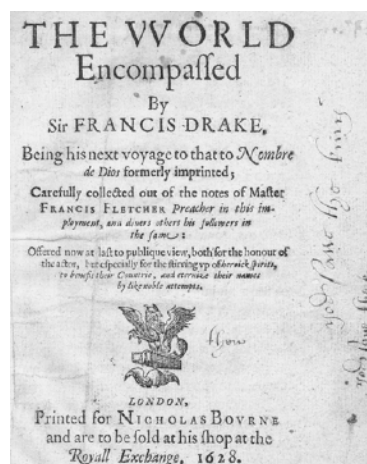 THE WORLD
Encompaſſed
By
Sir FRANCIS DRAKE,
Being his next voyage to that to Nombre
de Dios formerly imprinted;
Carefully collected out of the notes of Maſter
FRANCIS FLETCHER Preacher in this im-
ployment, and divers others his followers in
the ſame:
Offered now at laſt to publique view, both for the honour of
the actor, but eſpecially for the ſtirring vp of heroick ſpirits,
to benefit their Countrie, and eternize their names
by like noble attempts.
LONDON,
Printed for NICHOLAS BOVRNE
and are to be ſold at his ſhop at the
Royall Exchange. 1628.